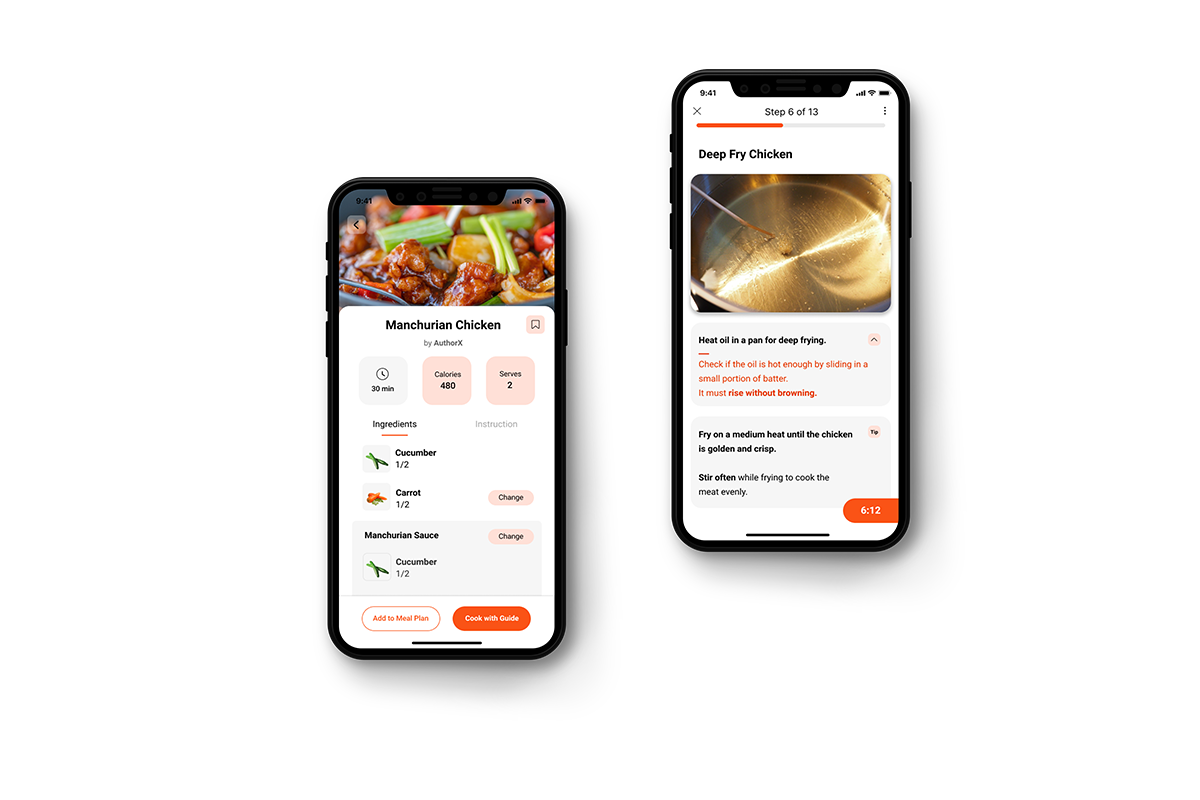 9:41
Manchurian Chicken
by AuthorX
30 min
Calories
480
Serves
2
Ingredients
Instruction
Cucumber
1/2
Carrot
1/2
Change
Manchurian Sauce
Change
Cucumber
1/2
Add to Meal Plan
Cook with Guide
9:41
Step 6 of 13
Deep Fry Chicken
Heat oil in a pan for deep frying.
Check if the oil is hot enough by sliding in a
small portion of batter.
It must rise without browning.
Fry on a medium heat until the chicken
is golden and crisp.
Tip
Stir often while frying to cook the
meat evenly.
6:12